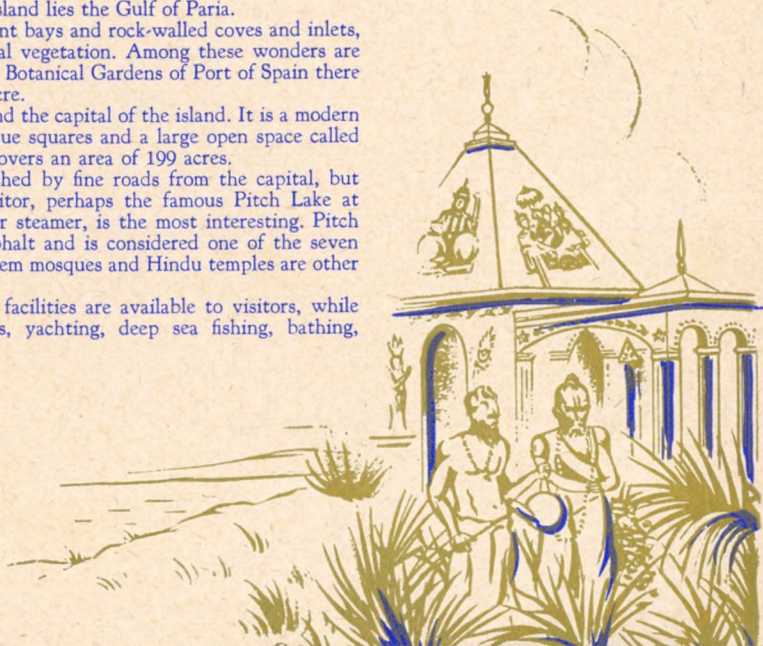 sland lies the Gulf of Paria.
nt bays and rock-walled coves and inlets,
al vegetation. Among these wonders are
Botanical Gardens of Port of Spain there
cre.
nd the capital of the island. It is a modern
ue squares and a large open space called
overs an area of 199 acres.
hed by fine roads from the capital, but
itor, perhaps the famous Pitch Lake at
r steamer, is the most interesting. Pitch
halt and is considered one of the seven
em mosques and Hindu temples are other
facilities are available to visitors, while
s, yachting, deep sea fishing, bathing,